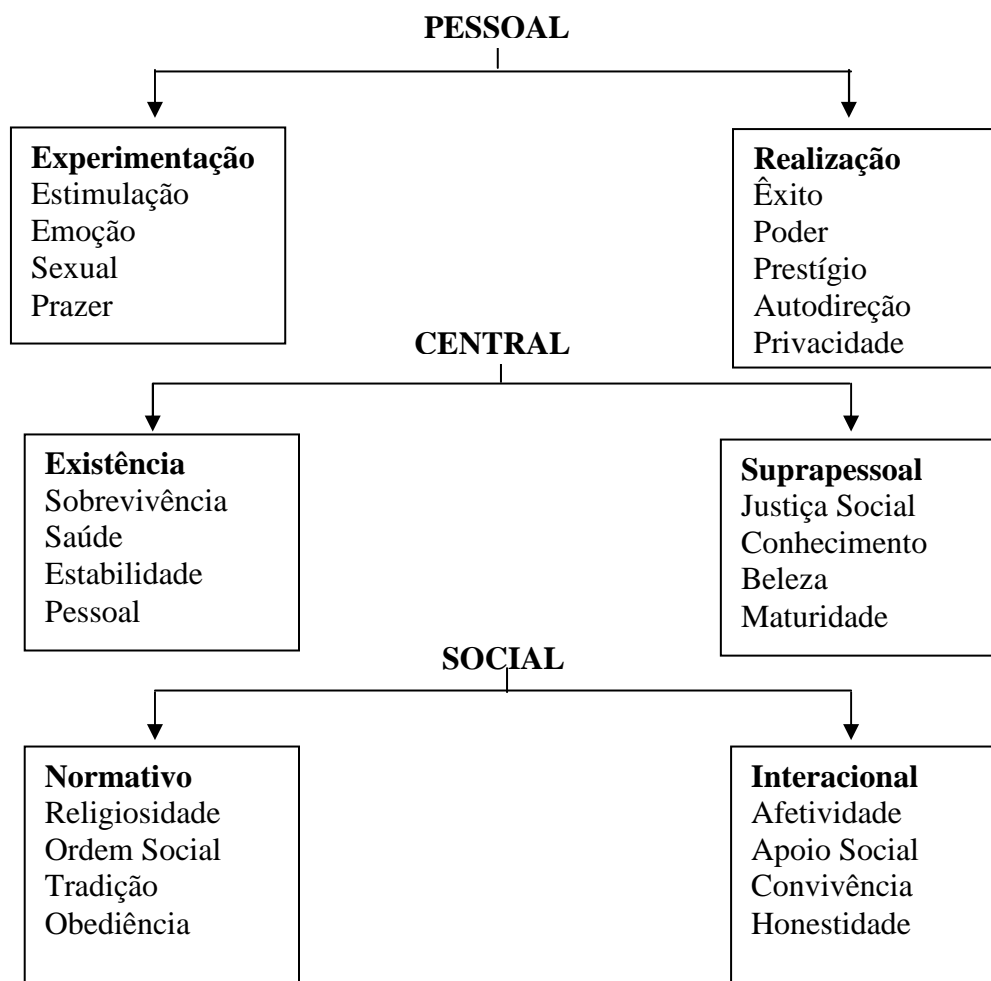 PESSOAL
Experimentação
Estimulação
Emoção
Sexual
Prazer
Realização
Êxito
Poder
Prestígio
Autodireção
Privacidade
CENTRAL
Existência
Sobrevivência
Saúde
Estabilidade
Pessoal
Suprapessoal
Justiça Social
Conhecimento
Beleza
Maturidade
SOCIAL
Normativo
Religiosidade
Ordem Social
Tradição
Obediência
Interacional
Afetividade
Apoio Social
Convivência
Honestidade